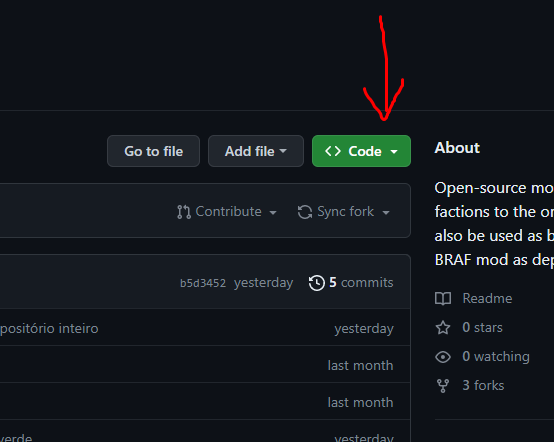 Go to file
Add file
<> Code
About
Open-source mo
factions to the or
also be used as b
BRAF mod as dep
Contribute
Sync fork
b5d3452 yesterday
5 commits
positório inteiro
yesterday
last month
last month
verde
yesterday
Readme
0 stars
0 watching
3 forks